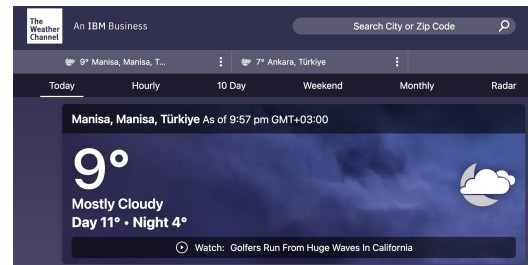 The
Weather
Channel
An IBM Business
Search City or Zip Code
9° Manisa, Manisa, T...
7° Ankara, Türkiye
Today Hourly 10 Day Weekend Monthly Radar
Manisa, Manisa, Türkiye As of 9:57 pm GMT+03:00
9°
Mostly Cloudy
Day 11° • Night 4°
Watch: Golfers Run From Huge Waves In California